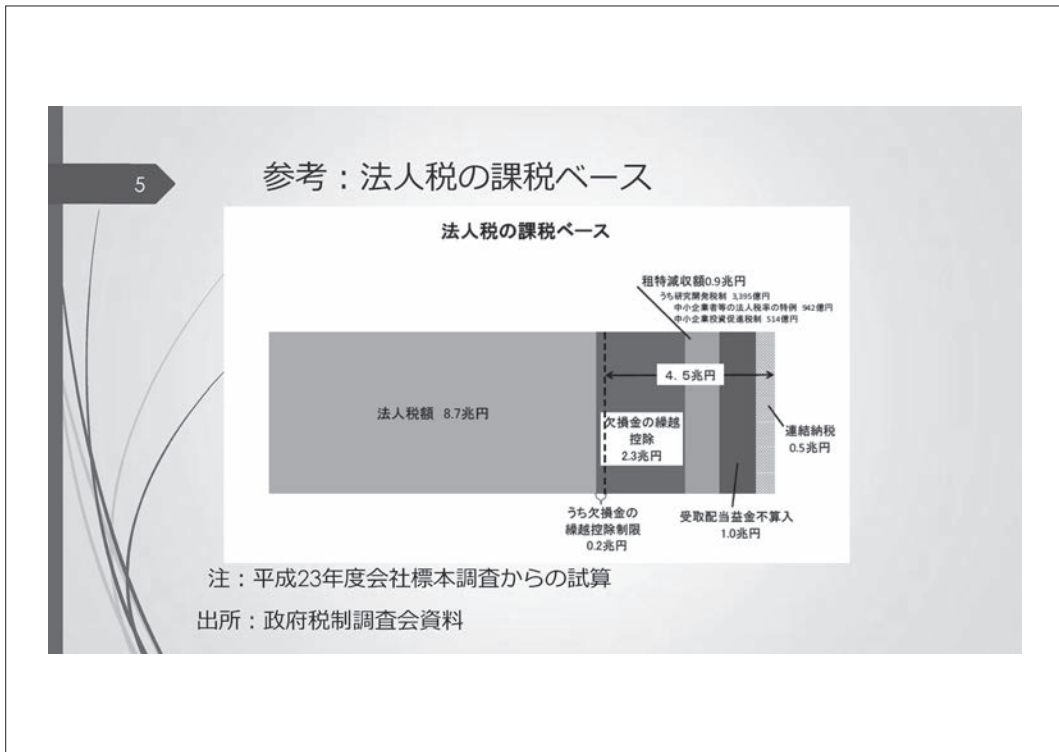 5
参考：法人税の課税ベース
法人税の課税ベース
租特減収額0.9兆円
うち研究開発税制 3,395億円
中小企業者等の法人税率の特例 942億円
中小企業投資促進税制 514億円
4．5兆円
法人税額 8.7兆円
欠損金の繰越
控除
2.3兆円
連結納税
0.5兆円
うち欠損金の
繰越控除制限
0.2兆円
受取配当益金不算入
1.0兆円
注：平成23年度会社標本調査からの試算
出所：政府税制調査会資料